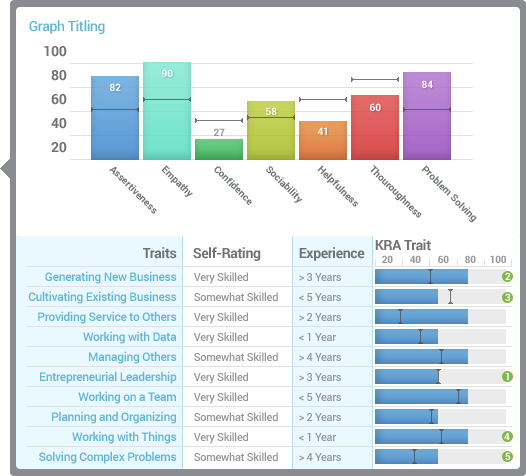 Graph Titling
100
80
60
40
20
82
90
27
58
41
60
84
Assertiveness
Empathy
Confidence
Sociability
Helpfulness
Thouroughness
Problem Solving
Traits Self-Rating Experience KRA Trait
20 40 60 80 100
Generating New Business Very Skilled > 3 Years 2
Cultivating Existing Business Somewhat Skilled < 5 Years 3
Providing Service to Others Very Skilled > 2 Years
Working with Data Very Skilled < 1 Year
Managing Others Somewhat Skilled > 4 Years
Entrepreneurial Leadership Very Skilled > 3 Years 1
Working on a Team Very Skilled < 5 Years
Planning and Organizing Somewhat Skilled > 2 Years
Working with Things Very Skilled < 1 Year 4
Solving Complex Problems Somewhat Skilled > 4 Years 5